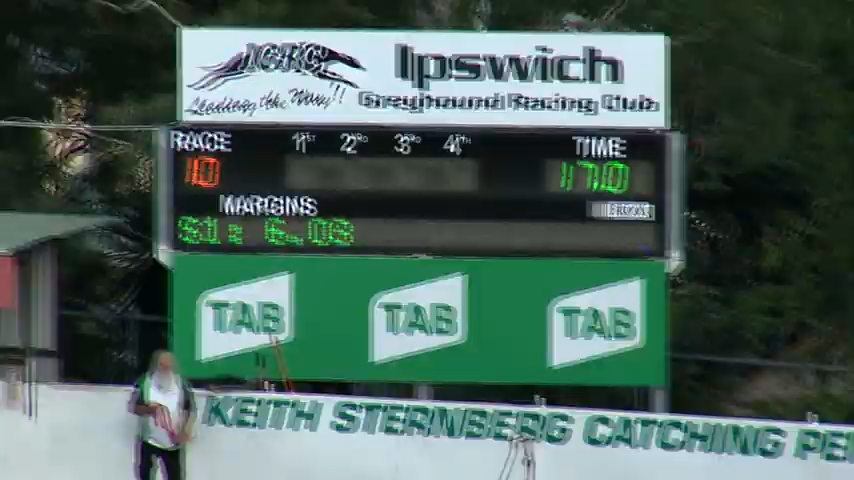 IGRC Ipswich
Leading the Way!!
Greyhound Racing Club
RACE 1ST 2ND 3RD 4TH TIME
10 17.0
MARGINS
S1: 6.08
TAB TAB TAB
KEITH STERNBERG CATCHING PE